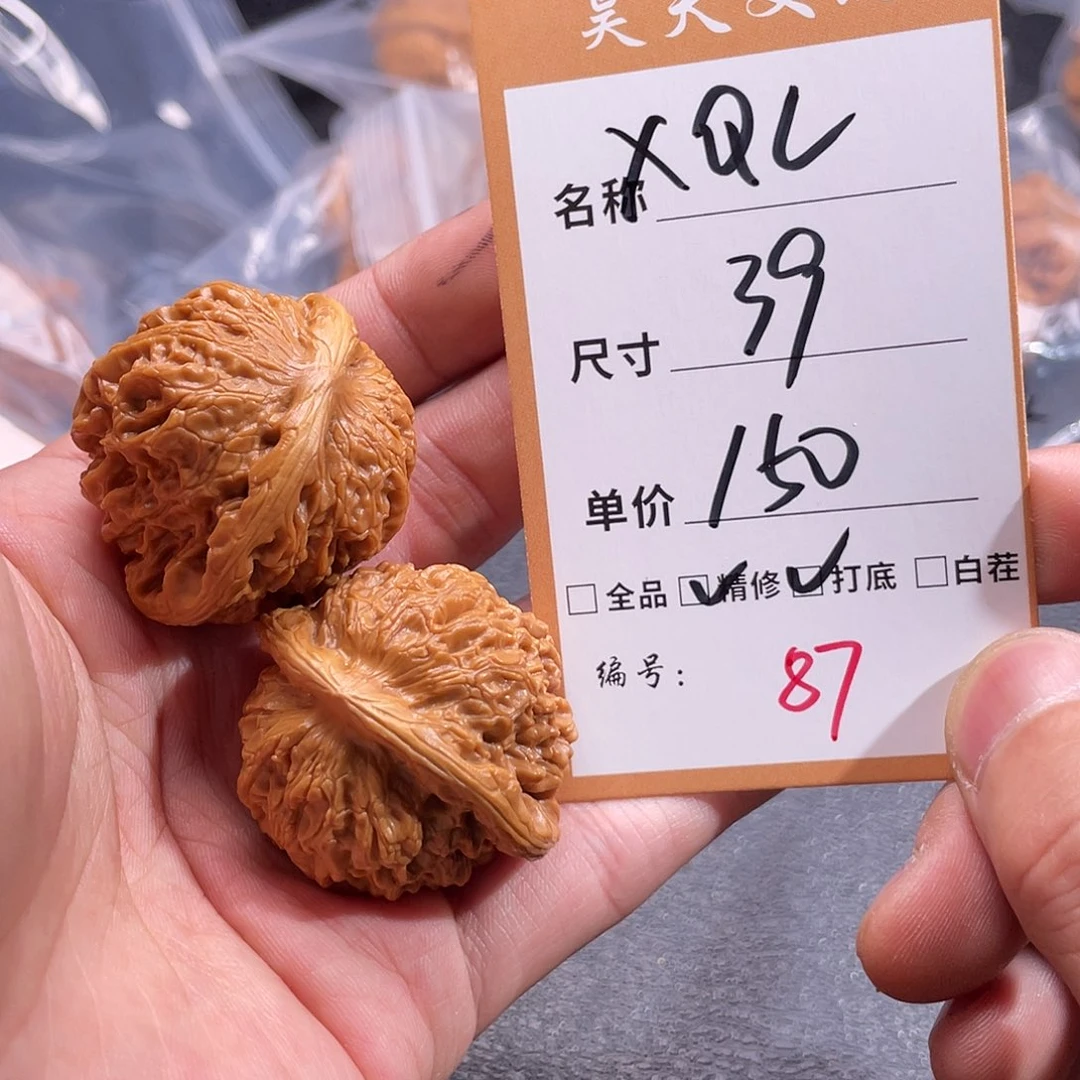 名称 XQL
尺寸 39
单价 150
□ 全品 ☑ 精修 ☑ 打底 □ 白茬
编号: 87